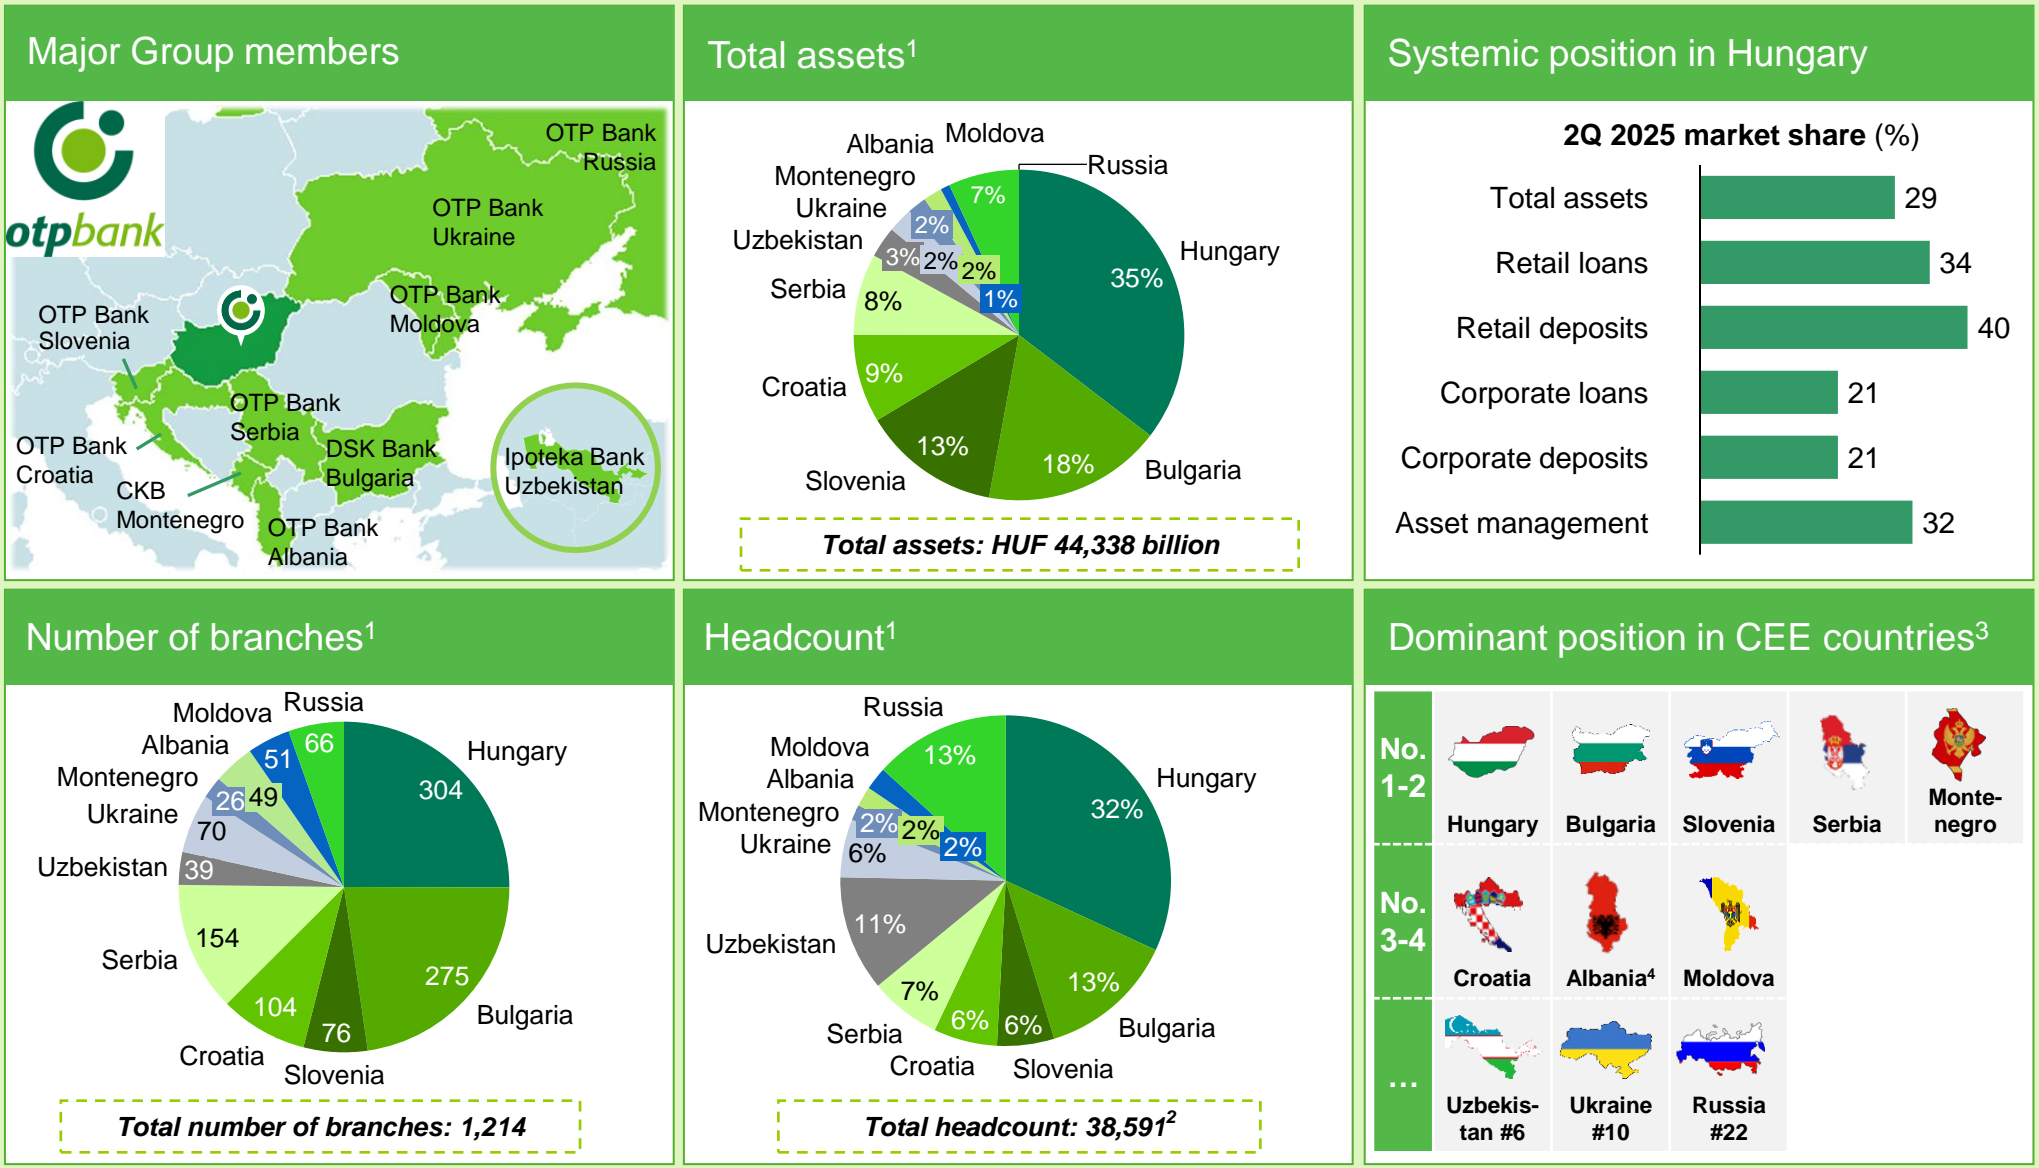 Major Group members
otpbank
OTP Bank
Russia
OTP Bank
Ukraine
OTP Bank
Moldova
OTP Bank
Slovenia
OTP Bank
Serbia
OTP Bank
Croatia
DSK Bank
Bulgaria
CKB
Montenegro
OTP Bank
Albania
Ipoteka Bank
Uzbekistan
Total assets¹
Moldova
Albania
Russia
Montenegro
Ukraine
Uzbekistan
Serbia
Croatia
Slovenia
Bulgaria
Hungary
7%
2%
3%
2%
2%
1%
35%
8%
9%
13%
18%
Total assets: HUF 44,338 billion
Systemic position in Hungary
2Q 2025 market share (%)
Total assets 29
Retail loans 34
Retail deposits 40
Corporate loans 21
Corporate deposits 21
Asset management 32
Number of branches¹
Russia 66
Moldova 51
Albania 49
Montenegro 26
Ukraine 70
Uzbekistan 39
Serbia 154
Croatia 104
Slovenia 76
Bulgaria 275
Hungary 304
Total number of branches: 1,214
Headcount¹
Russia 13%
Moldova 2%
Albania 2%
Montenegro 2%
Ukraine 6%
Uzbekistan 11%
Serbia 7%
Croatia 6%
Slovenia 6%
Bulgaria 13%
Hungary 32%
Total headcount: 38,591²
Dominant position in CEE countries³
No.
1-2
Hungary
Bulgaria
Slovenia
Serbia
Monte-
negro
No.
3-4
Croatia
Albania⁴
Moldova
...
Uzbekis-
tan #6
Ukraine
#10
Russia
#22